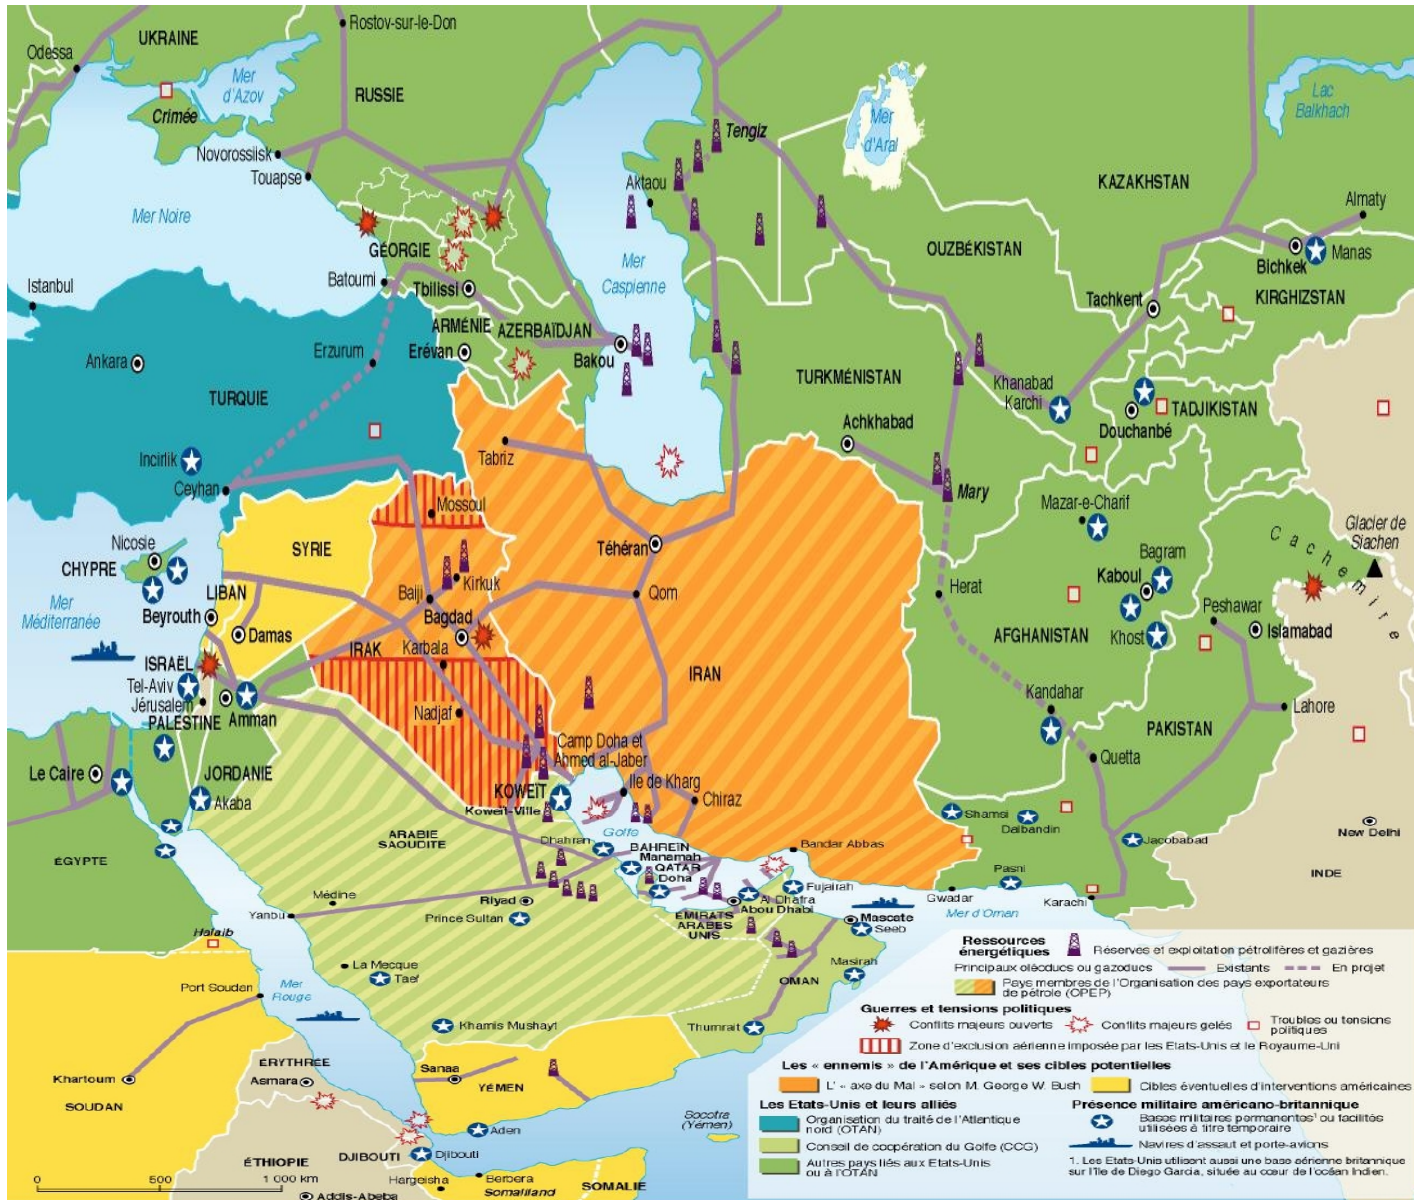 Odessa
UKRAINE
Rostov-sur-le-Don
Mer
d'Azov
RUSSIE
Crimée
Novorossiisk
Touapse
Mer Noire
Tengiz
Mer
d'Aral
Lac
Balkhach
Aktaou
KAZAKHSTAN
Almaty
GÉORGIE
OUZBÉKISTAN
Bichkek
Manas
Istanbul
Batoumi
Tbilissi
Mer
Caspienne
Tachkent
KIRGHIZSTAN
ARMÉNIE
AZERBAÏDJAN
Ankara
Erzurum
Erévan
Bakou
TURQUIE
TURKMÉNISTAN
Khanabad
Karchi
TADJIKISTAN
Douchanbé
Achkhabad
Incirlik
Ceyhan
Tabriz
Mary
Mossoul
Mazar-e-Charif
Cachemire
Glacier de
Siachen
Nicosie
CHYPRE
SYRIE
Téhéran
Bagram
Kaboul
Mer
Méditerranée
LIBAN
Beyrouth
Damas
Baiji
Kirkuk
Bagdad
Qom
Herat
Peshawar
Islamabad
AFGHANISTAN
Khost
ISRAËL
IRAK
Karbala
IRAN
Tel-Aviv
Jérusalem
Amman
PALESTINE
Nadjaf
Kandahar
PAKISTAN
Lahore
Le Caire
JORDANIE
Camp Doha et
Ahmed al-Jaber
Quetta
Akaba
KOWEÏT
Koweït-Ville
Ile de Kharg
Chiraz
Shamsi
Dalbandin
New Delhi
ÉGYPTE
ARABIE
SAOUDITE
Dhahran
Golfe
BAHREÏN
Manamah
QATAR
Doha
Bandar Abbas
Jacobabad
INDE
Médine
Yanbu
Riyad
Prince Sultan
ÉMIRATS
ARABES
UNIS
Al Dhafra
Abou Dhabi
Fujairah
Pasni
Gwadar
Karachi
Mer d'Oman
Halaib
Mascate
Seeb
La Mecque
Taef
Masirah
OMAN
Port Soudan
Mer
Rouge
Khamis Mushayt
Thumrait
ÉRYTHRÉE
Asmara
Khartoum
SOUDAN
Sanaa
YÉMEN
Aden
Socotra
(Yémen)
ÉTHIOPIE
DJIBOUTI
Djibouti
Hargeisha
Berbera
Somaliland
SOMALIE
Addis-Abeba
0 500 1 000 km
Ressources
énergétiques
Réserves et exploitation pétrolifères et gazières
Principaux oléoducs ou gazoducs Existants En projet
Pays membres de l'Organisation des pays exportateurs
de pétrole (OPEP)
Guerres et tensions politiques
Conflits majeurs ouverts
Conflits majeurs gelés
Troubles ou tensions
politiques
Zone d'exclusion aérienne imposée par les Etats-Unis et le Royaume-Uni
Les « ennemis » de l'Amérique et ses cibles potentielles
L' « axe du Mal » selon M. George W. Bush
Cibles éventuelles d'interventions américaines
Les Etats-Unis et leurs alliés
Organisation du traité de l'Atlantique
nord (OTAN)
Conseil de coopération du Golfe (CCG)
Autres pays liés aux Etats-Unis
ou à l'OTAN
Présence militaire américano-britannique
Bases militaires permanentes¹ ou facilités
utilisées à titre temporaire
Navires d'assaut et porte-avions
1. Les Etats-Unis utilisent aussi une base aérienne britannique
sur l'île de Diego Garcia, située au cœur de l'océan Indien.